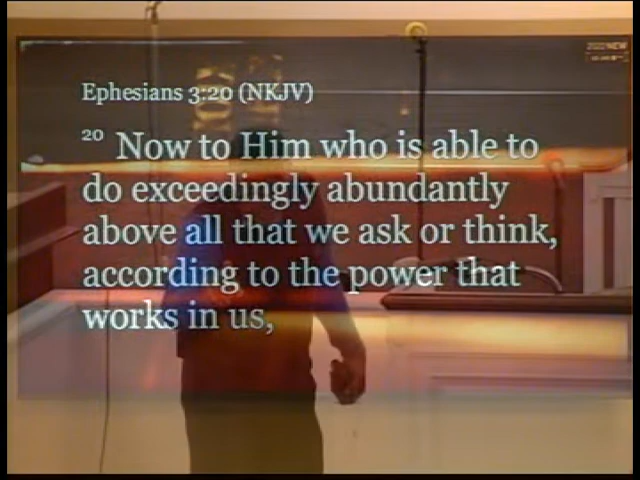 Ephesians 3:20 (NKJV)
20 Now to Him who is able to
do exceedingly abundantly
above all that we ask or think,
according to the power that
works in us,